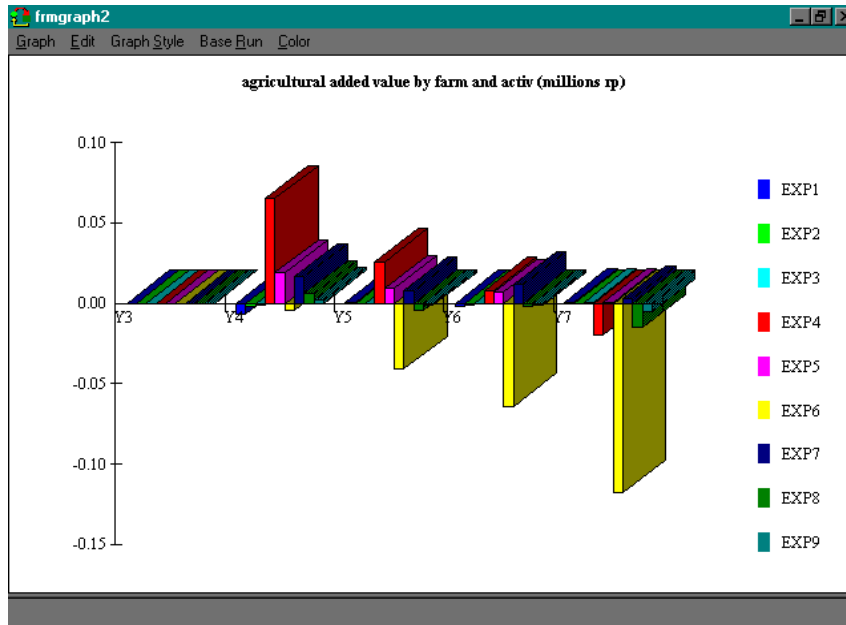 frmgraph2
Graph Edit Graph Style Base Run Color
agricultural added value by farm and activ (millions rp)
0.10
0.05
0.00
-0.05
-0.10
-0.15
Y3 Y4 Y5 Y6 Y7
EXP1
EXP2
EXP3
EXP4
EXP5
EXP6
EXP7
EXP8
EXP9